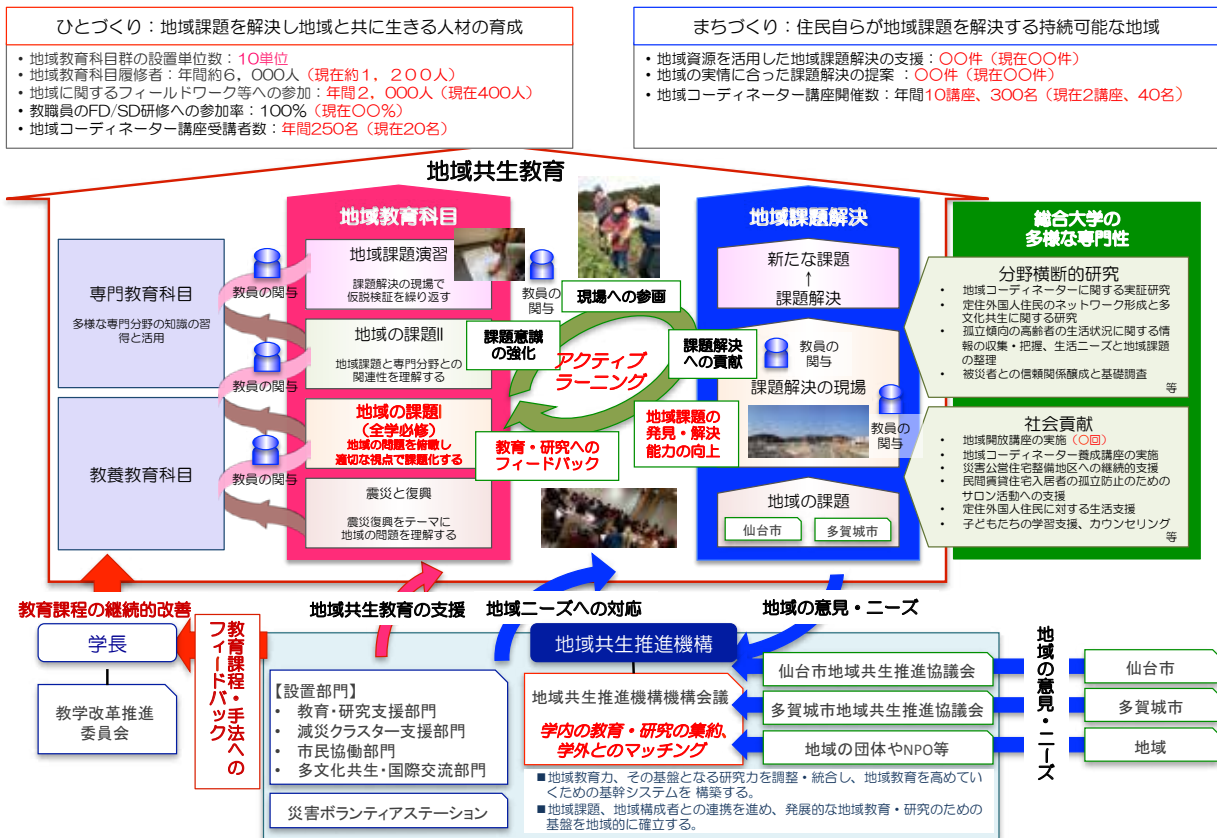 ひとづくり：地域課題を解決し地域と共に生きる人材の育成
• 地域教育科目群の設置単位数：10単位
• 地域教育科目履修者：年間約６，０００人（現在約１，２００人）
• 地域に関するフィールドワーク等への参加：年間２，０００人（現在400人）
• 教職員のFD/SD研修への参加率：100％（現在〇〇％）
• 地域コーディネーター講座受講者数：年間250名（現在20名）
まちづくり：住民自らが地域課題を解決する持続可能な地域
• 地域資源を活用した地域課題解決の支援：〇〇件（現在〇〇件）
• 地域の実情に合った課題解決の提案 ：〇〇件（現在〇〇件）
• 地域コーディネーター講座開催数：年間10講座、300名（現在2講座、40名）
地域共生教育
専門教育科目
多様な専門分野の知識の習
得と活用
教養教育科目
教員の関与
教員の関与
教員の関与
地域教育科目
地域課題演習
課題解決の現場で
仮説検証を繰り返す
地域の課題Ⅱ
地域課題と専門分野との
関連性を理解する
地域の課題Ⅰ
（全学必修）
地域の問題を俯瞰し
適切な視点で課題化する
震災と復興
震災復興をテーマに
地域の問題を理解する
教員の
関与
現場への参画
課題意識
の強化
アクティブ
ラーニング
課題解決
への貢献
教育・研究への
フィードバック
地域課題の
発見・解決
能力の向上
地域課題解決
新たな課題
↑
課題解決
教員の
関与
課題解決の現場
教員の
関与
地域の課題
仙台市
多賀城市
総合大学の
多様な専門性
分野横断的研究
• 地域コーディネーターに関する実証研究
• 定住外国人住民のネットワーク形成と多
文化共生に関する研究
• 孤立傾向の高齢者の生活状況に関する情
報の収集・把握、生活ニーズと地域課題
の整理
• 被災者との信頼関係醸成と基礎調査
等
社会貢献
• 地域開放講座の実施（〇回）
• 地域コーディネーター養成講座の実施
• 災害公営住宅整備地区への継続的支援
• 民間賃貸住宅入居者の孤立防止のための
サロン活動への支援
• 定住外国人住民に対する生活支援
• 子どもたちの学習支援、カウンセリング
等
教育課程の継続的改善
学長
教学改革推進
委員会
教育課程・手法への
フィードバック
地域共生教育の支援
地域ニーズへの対応
地域の意見・ニーズ
【設置部門】
• 教育・研究支援部門
• 減災クラスター支援部門
• 市民協働部門
• 多文化共生・国際交流部門
災害ボランティアステーション
地域共生推進機構
地域共生推進機構機構会議
学内の教育・研究の集約、
学外とのマッチング
仙台市地域共生推進協議会
多賀城市地域共生推進協議会
地域の団体やNPO等
地域の意見・ニーズ
仙台市
多賀城市
地域
■地域教育力、その基盤となる研究力を調整・統合し、地域教育を高めてい
くための基幹システムを 構築する。
■地域課題、地域構成者との連携を進め、発展的な地域教育・研究のための
基盤を地域的に確立する。